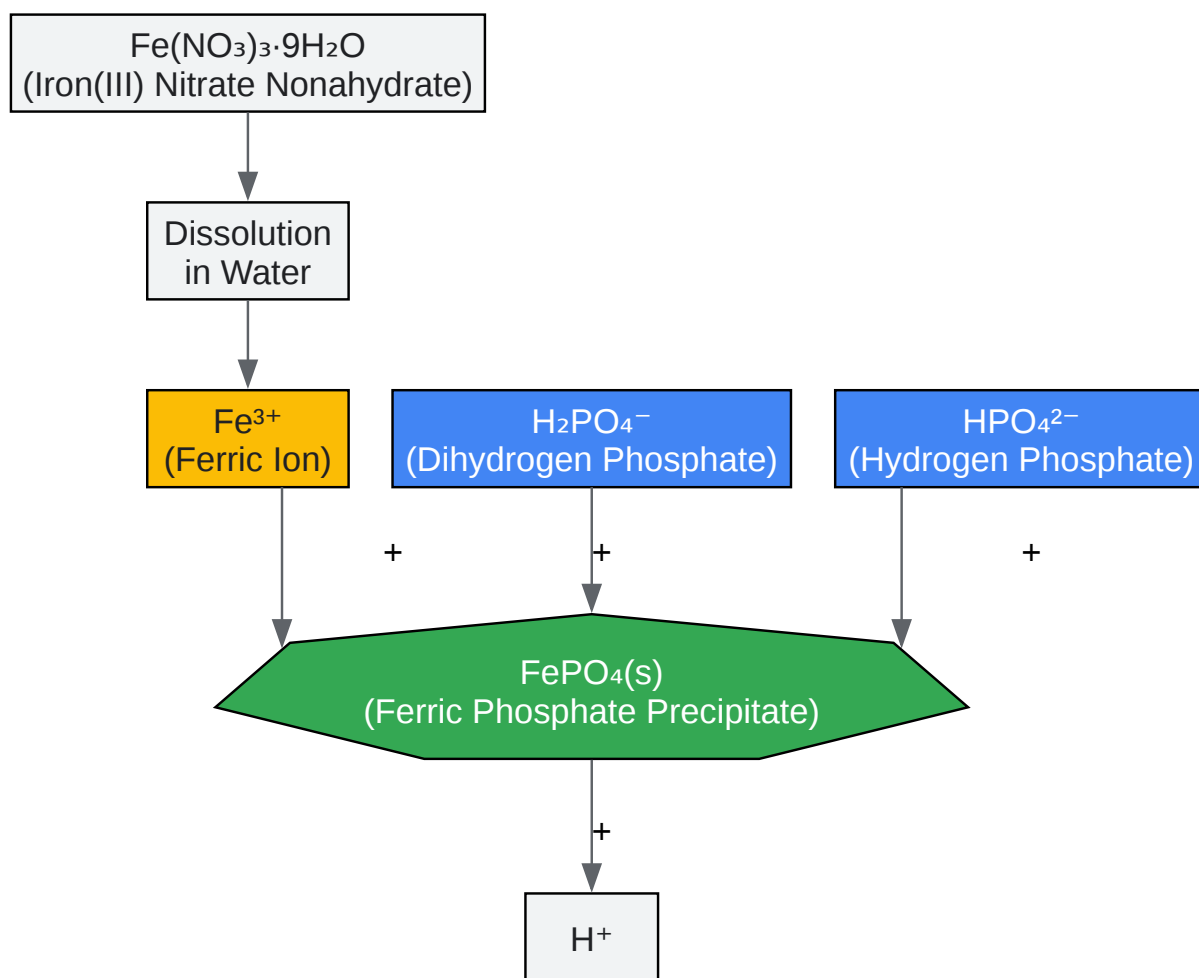 Fe(NO₃)₃·9H₂O
(Iron(III) Nitrate Nonahydrate)
Dissolution
in Water
Fe³⁺
(Ferric Ion)
H₂PO₄⁻
(Dihydrogen Phosphate)
HPO₄²⁻
(Hydrogen Phosphate)
+
+
+
FePO₄(s)
(Ferric Phosphate Precipitate)
+
H⁺